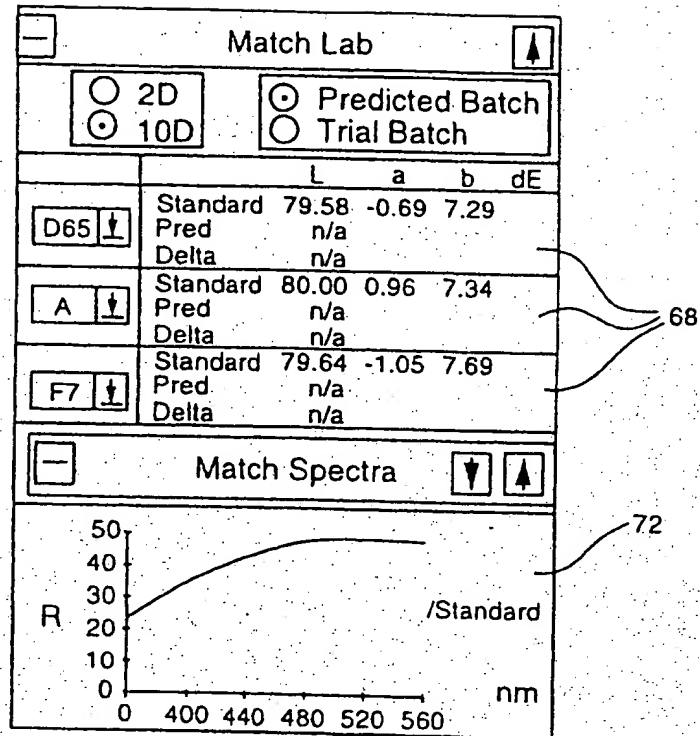 Match Lab
2D
10D
Predicted Batch
Trial Batch
L a b dE
D65
Standard 79.58 -0.69 7.29
Pred n/a
Delta n/a
A
Standard 80.00 0.96 7.34
Pred n/a
Delta n/a
F7
Standard 79.64 -1.05 7.69
Pred n/a
Delta n/a
68
Match Spectra
72
50
40
30
R
20
10
0
/Standard
nm
0 400 440 480 520 560